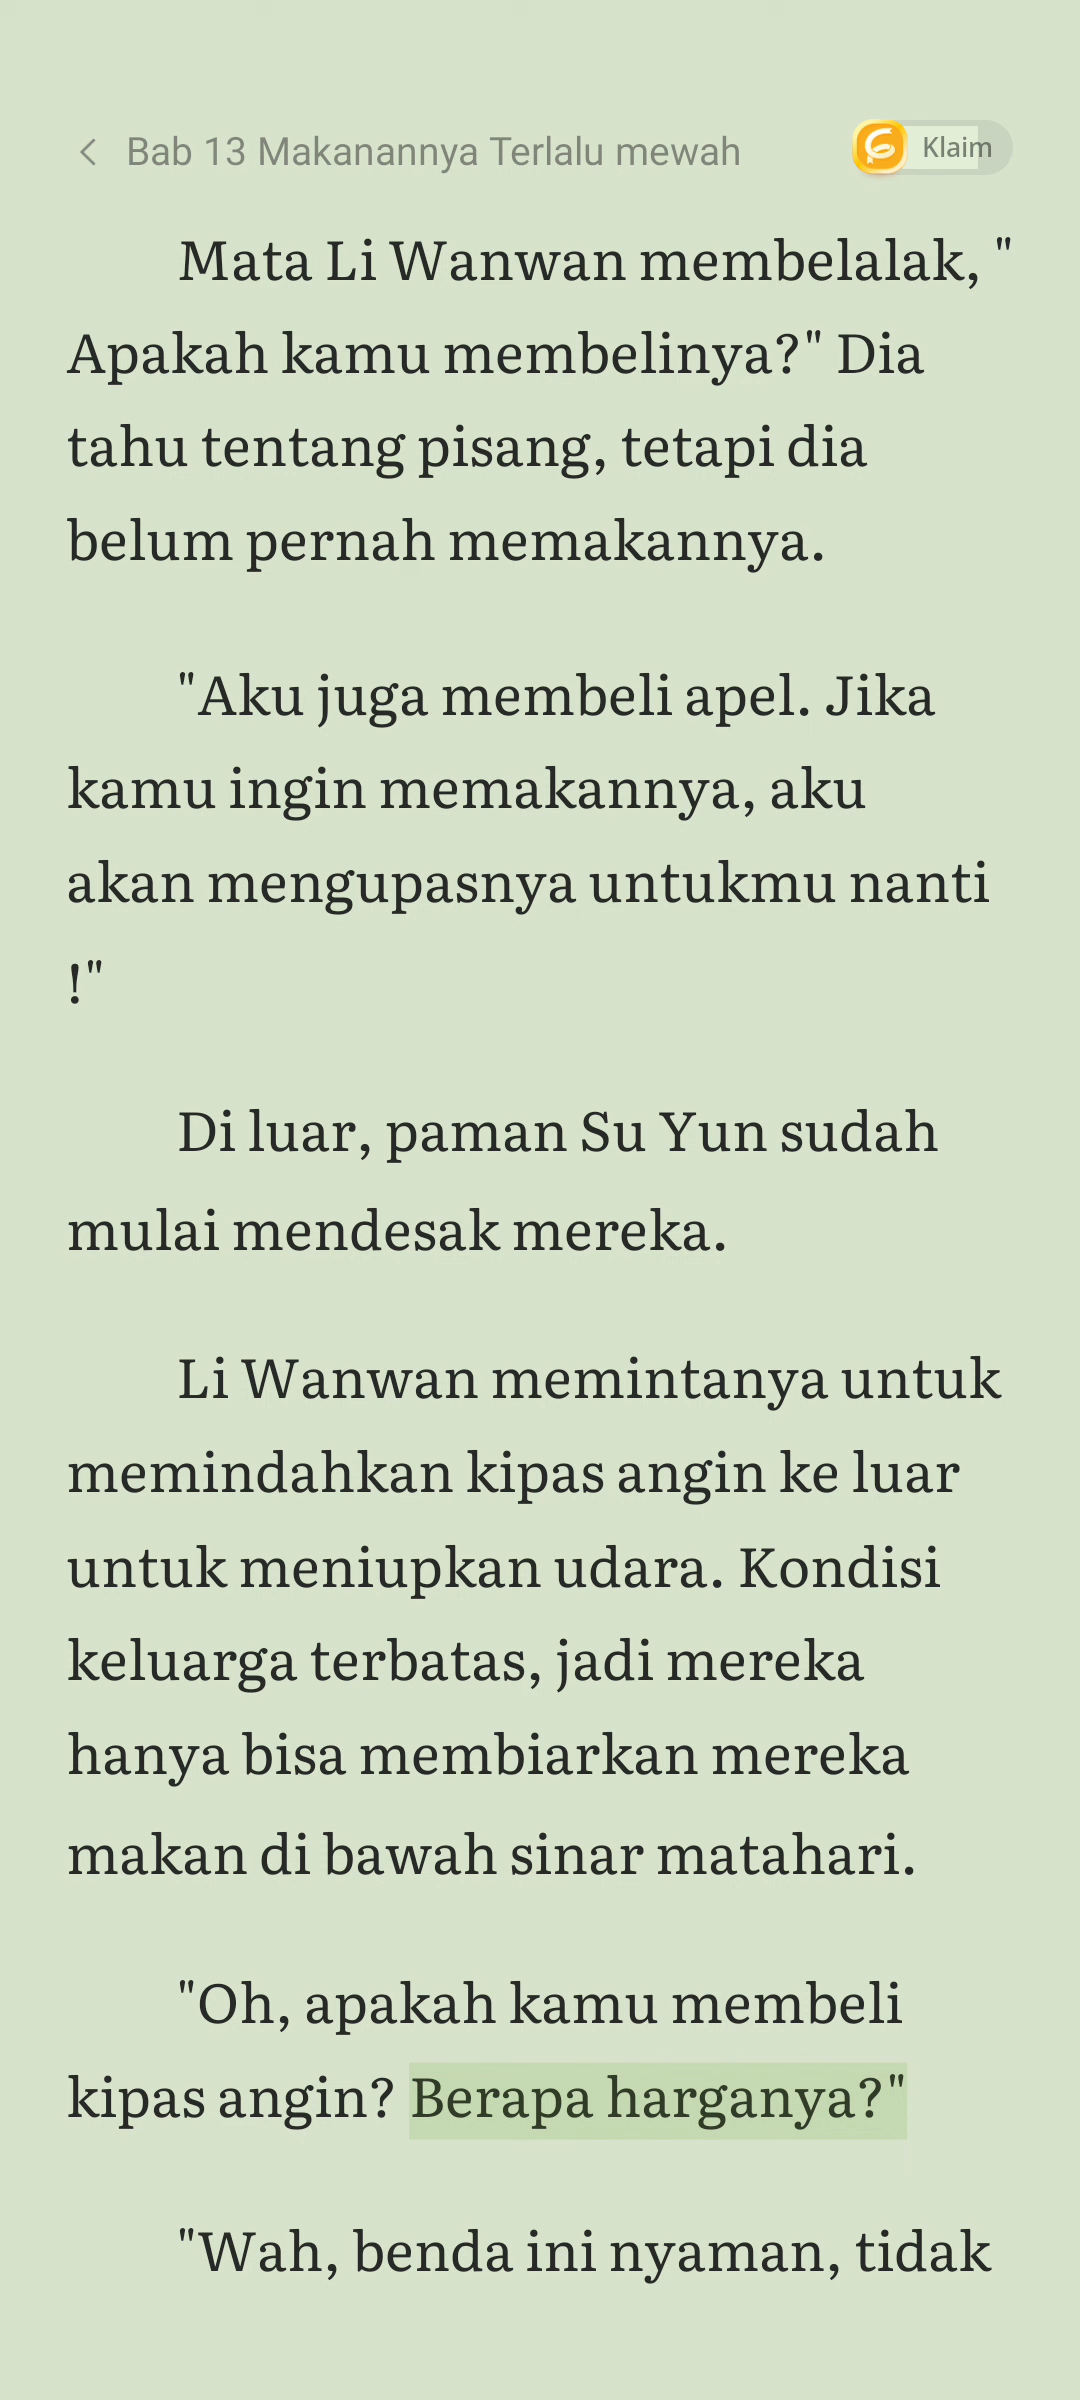 Bab 13 Makanannya Terlalu mewah
Klaim
Mata Li Wanwan membelalak, "
Apakah kamu membelinya?" Dia
tahu tentang pisang, tetapi dia
belum pernah memakannya.
"Aku juga membeli apel. Jika
kamu ingin memakannya, aku
akan mengupasnya untukmu nanti
!"
Di luar, paman Su Yun sudah
mulai mendesak mereka.
Li Wanwan memintanya untuk
memindahkan kipas angin ke luar
untuk meniupkan udara. Kondisi
keluarga terbatas, jadi mereka
hanya bisa membiarkan mereka
makan di bawah sinar matahari.
"Oh, apakah kamu membeli
kipas angin? Berapa harganya?"
"Wah, benda ini nyaman, tidak